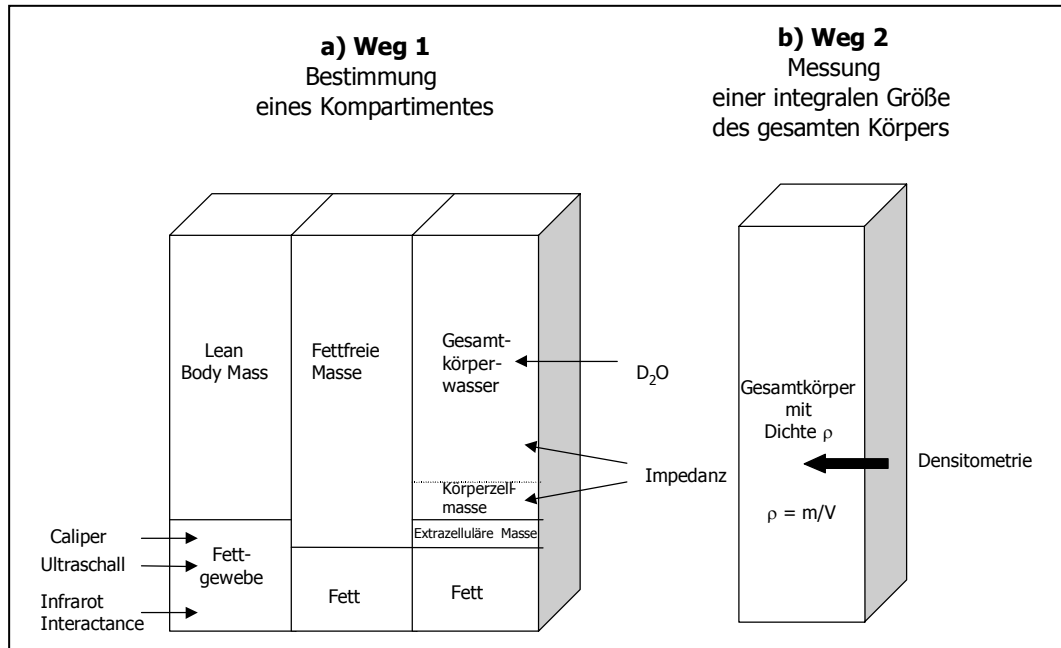 a) Weg 1
Bestimmung
eines Kompartimentes
b) Weg 2
Messung
einer integralen Größe
des gesamten Körpers
Lean
Body Mass
Fettfreie
Masse
Gesamt-
körper-
wasser
D₂O
Impedanz
Körperzell-
masse
Extrazelluläre Masse
Caliper
Ultraschall
Infrarot
Interactance
Fett-
gewebe
Fett
Fett
Gesamtkörper
mit
Dichte ρ
ρ = m/V
Densitometrie